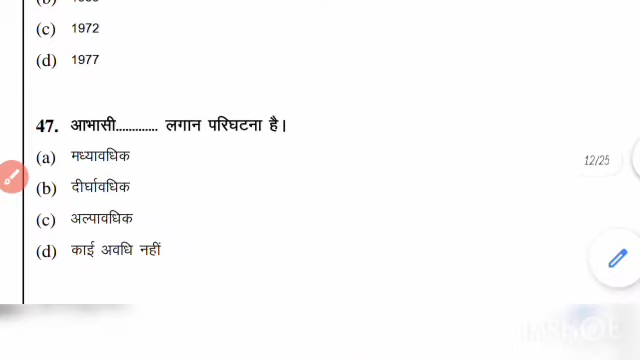 (c) 1972
(d) 1977
47. आभासी............. लगान परिघटना है।
(a) मध्यावधिक
12/25
(b) दीर्घावधिक
(c) अल्पावधिक
(d) काई अवधि नहीं